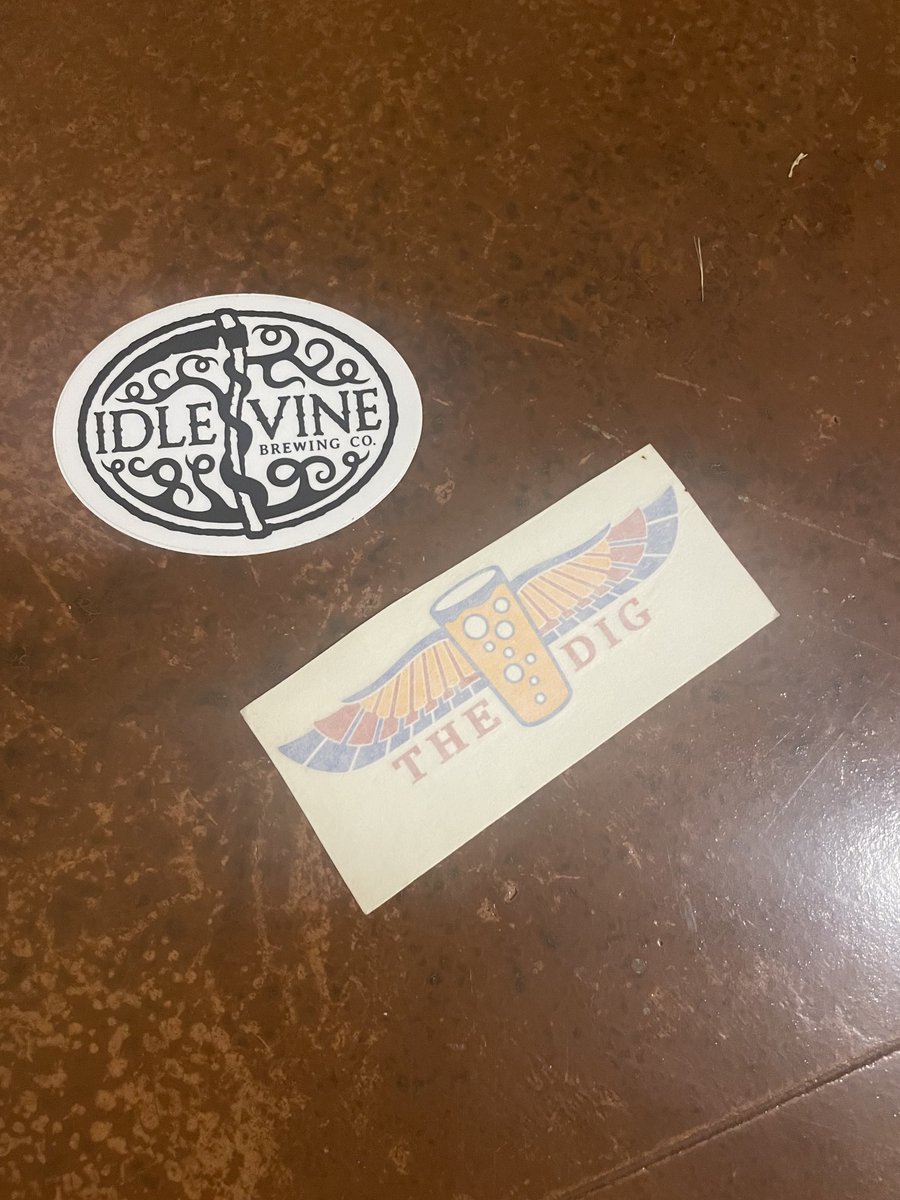 IDLE VINE
BREWING CO.
THE DIG